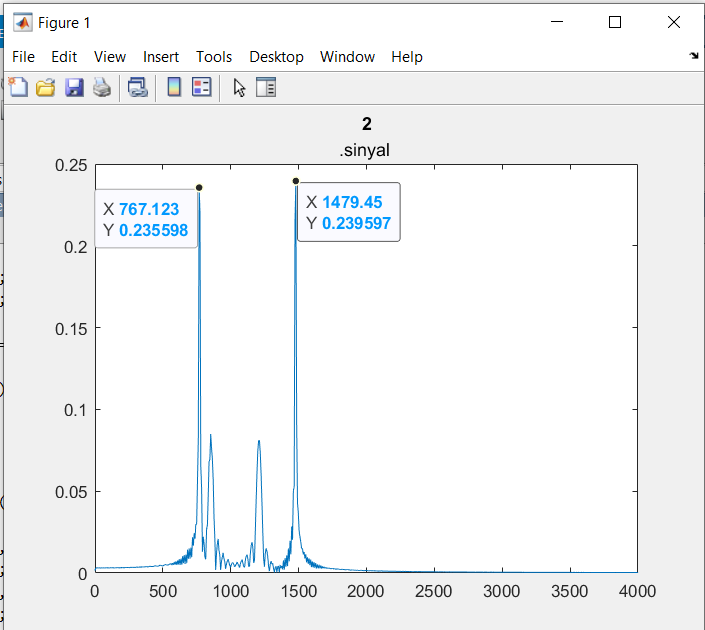 Figure 1
File Edit View Insert Tools Desktop Window Help
2
.sinyal
0.25
X 767.123
Y 0.235598
X 1479.45
Y 0.239597
0.2
0.15
0.1
0.05
0
0 500 1000 1500 2000 2500 3000 3500 4000